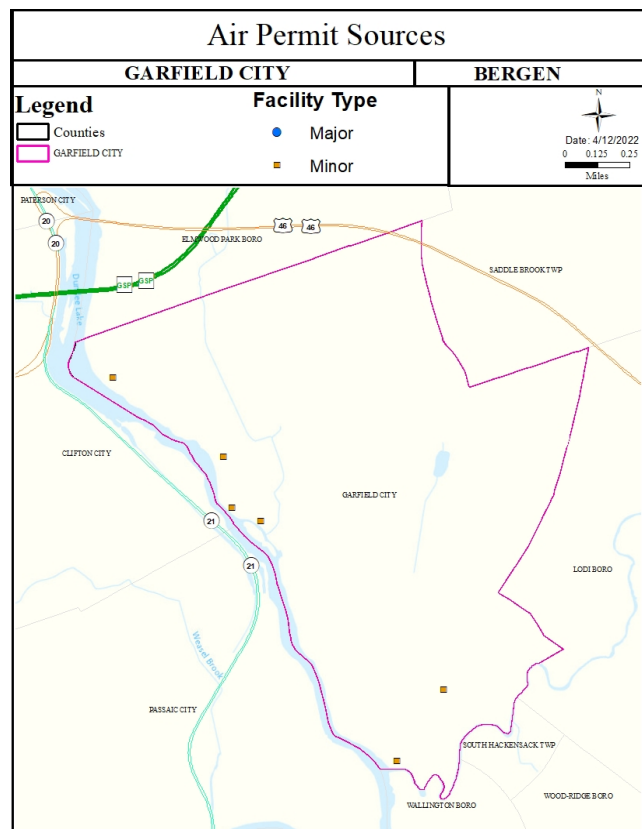 Air Permit Sources
GARFIELD CITY
BERGEN
Legend
Counties
GARFIELD CITY
Facility Type
Major
Minor
N
Date: 4/12/2022
0 0.125 0.25
Miles
PATERSON CITY
20
20
46
46
ELMWOOD PARK BORO
SADDLE BROOK TWP
GSP
GSP
Dundee Lake
CLIFTON CITY
GARFIELD CITY
21
21
LODI BORO
Weasel Brook
PASSAIC CITY
SOUTH HACKENSACK TWP
WOOD-RIDGE BORO
WALLINGTON BORO